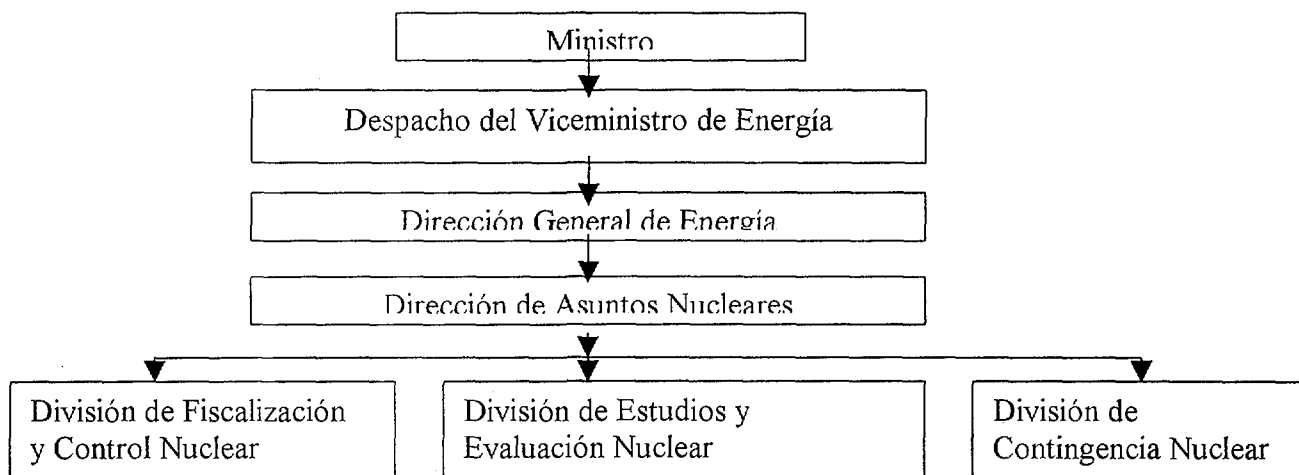 Ministro
Despacho del Viceministro de Energía
Dirección General de Energía
Dirección de Asuntos Nucleares
División de Fiscalización
y Control Nuclear
División de Estudios y
Evaluación Nuclear
División de
Contingencia Nuclear